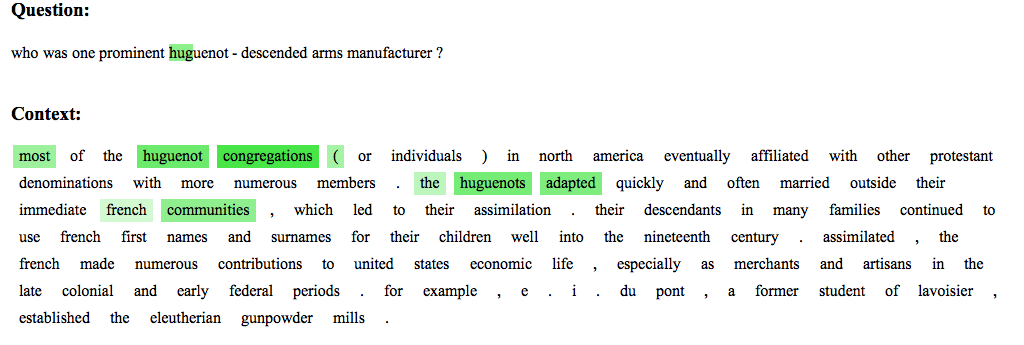 Question:
who was one prominent huguenot - descended arms manufacturer ?
Context:
most of the huguenot congregations ( or individuals ) in north america eventually affiliated with other protestant
denominations with more numerous members . the huguenots adapted quickly and often married outside their
immediate french communities , which led to their assimilation . their descendants in many families continued to
use french first names and surnames for their children well into the nineteenth century . assimilated , the
french made numerous contributions to united states economic life , especially as merchants and artisans in the
late colonial and early federal periods . for example , e . i . du pont , a former student of lavoisier ,
established the eleutherian gunpowder mills .